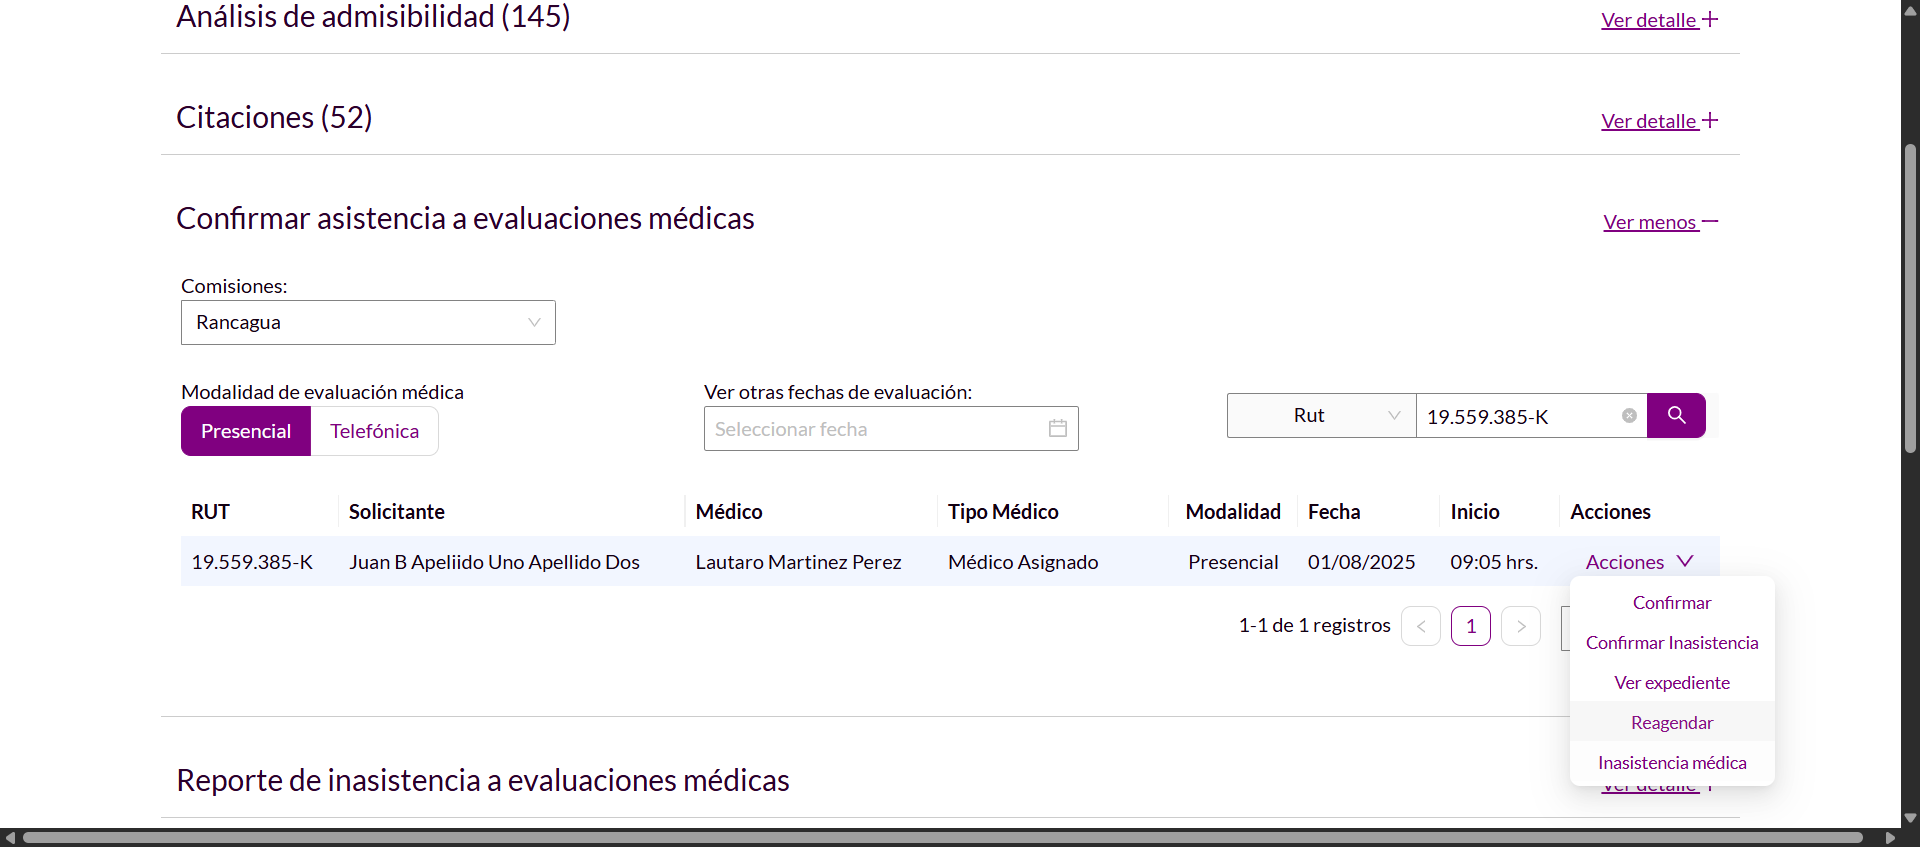 Análisis de admisibilidad (145)
Ver detalle
Citaciones (52)
Ver detalle
Confirmar asistencia a evaluaciones médicas
Ver menos
Comisiones:
Rancagua
Modalidad de evaluación médica
Presencial Telefónica
Ver otras fechas de evaluación:
Seleccionar fecha
Rut 19.559.385-K
RUT Solicitante Médico Tipo Médico Modalidad Fecha Inicio Acciones
19.559.385-K Juan B Apeliido Uno Apellido Dos Lautaro Martinez Perez Médico Asignado Presencial 01/08/2025 09:05 hrs. Acciones
Confirmar
Confirmar Inasistencia
Ver expediente
Reagendar
Inasistencia médica
1-1 de 1 registros < 1 >
Reporte de inasistencia a evaluaciones médicas
Ver detalle